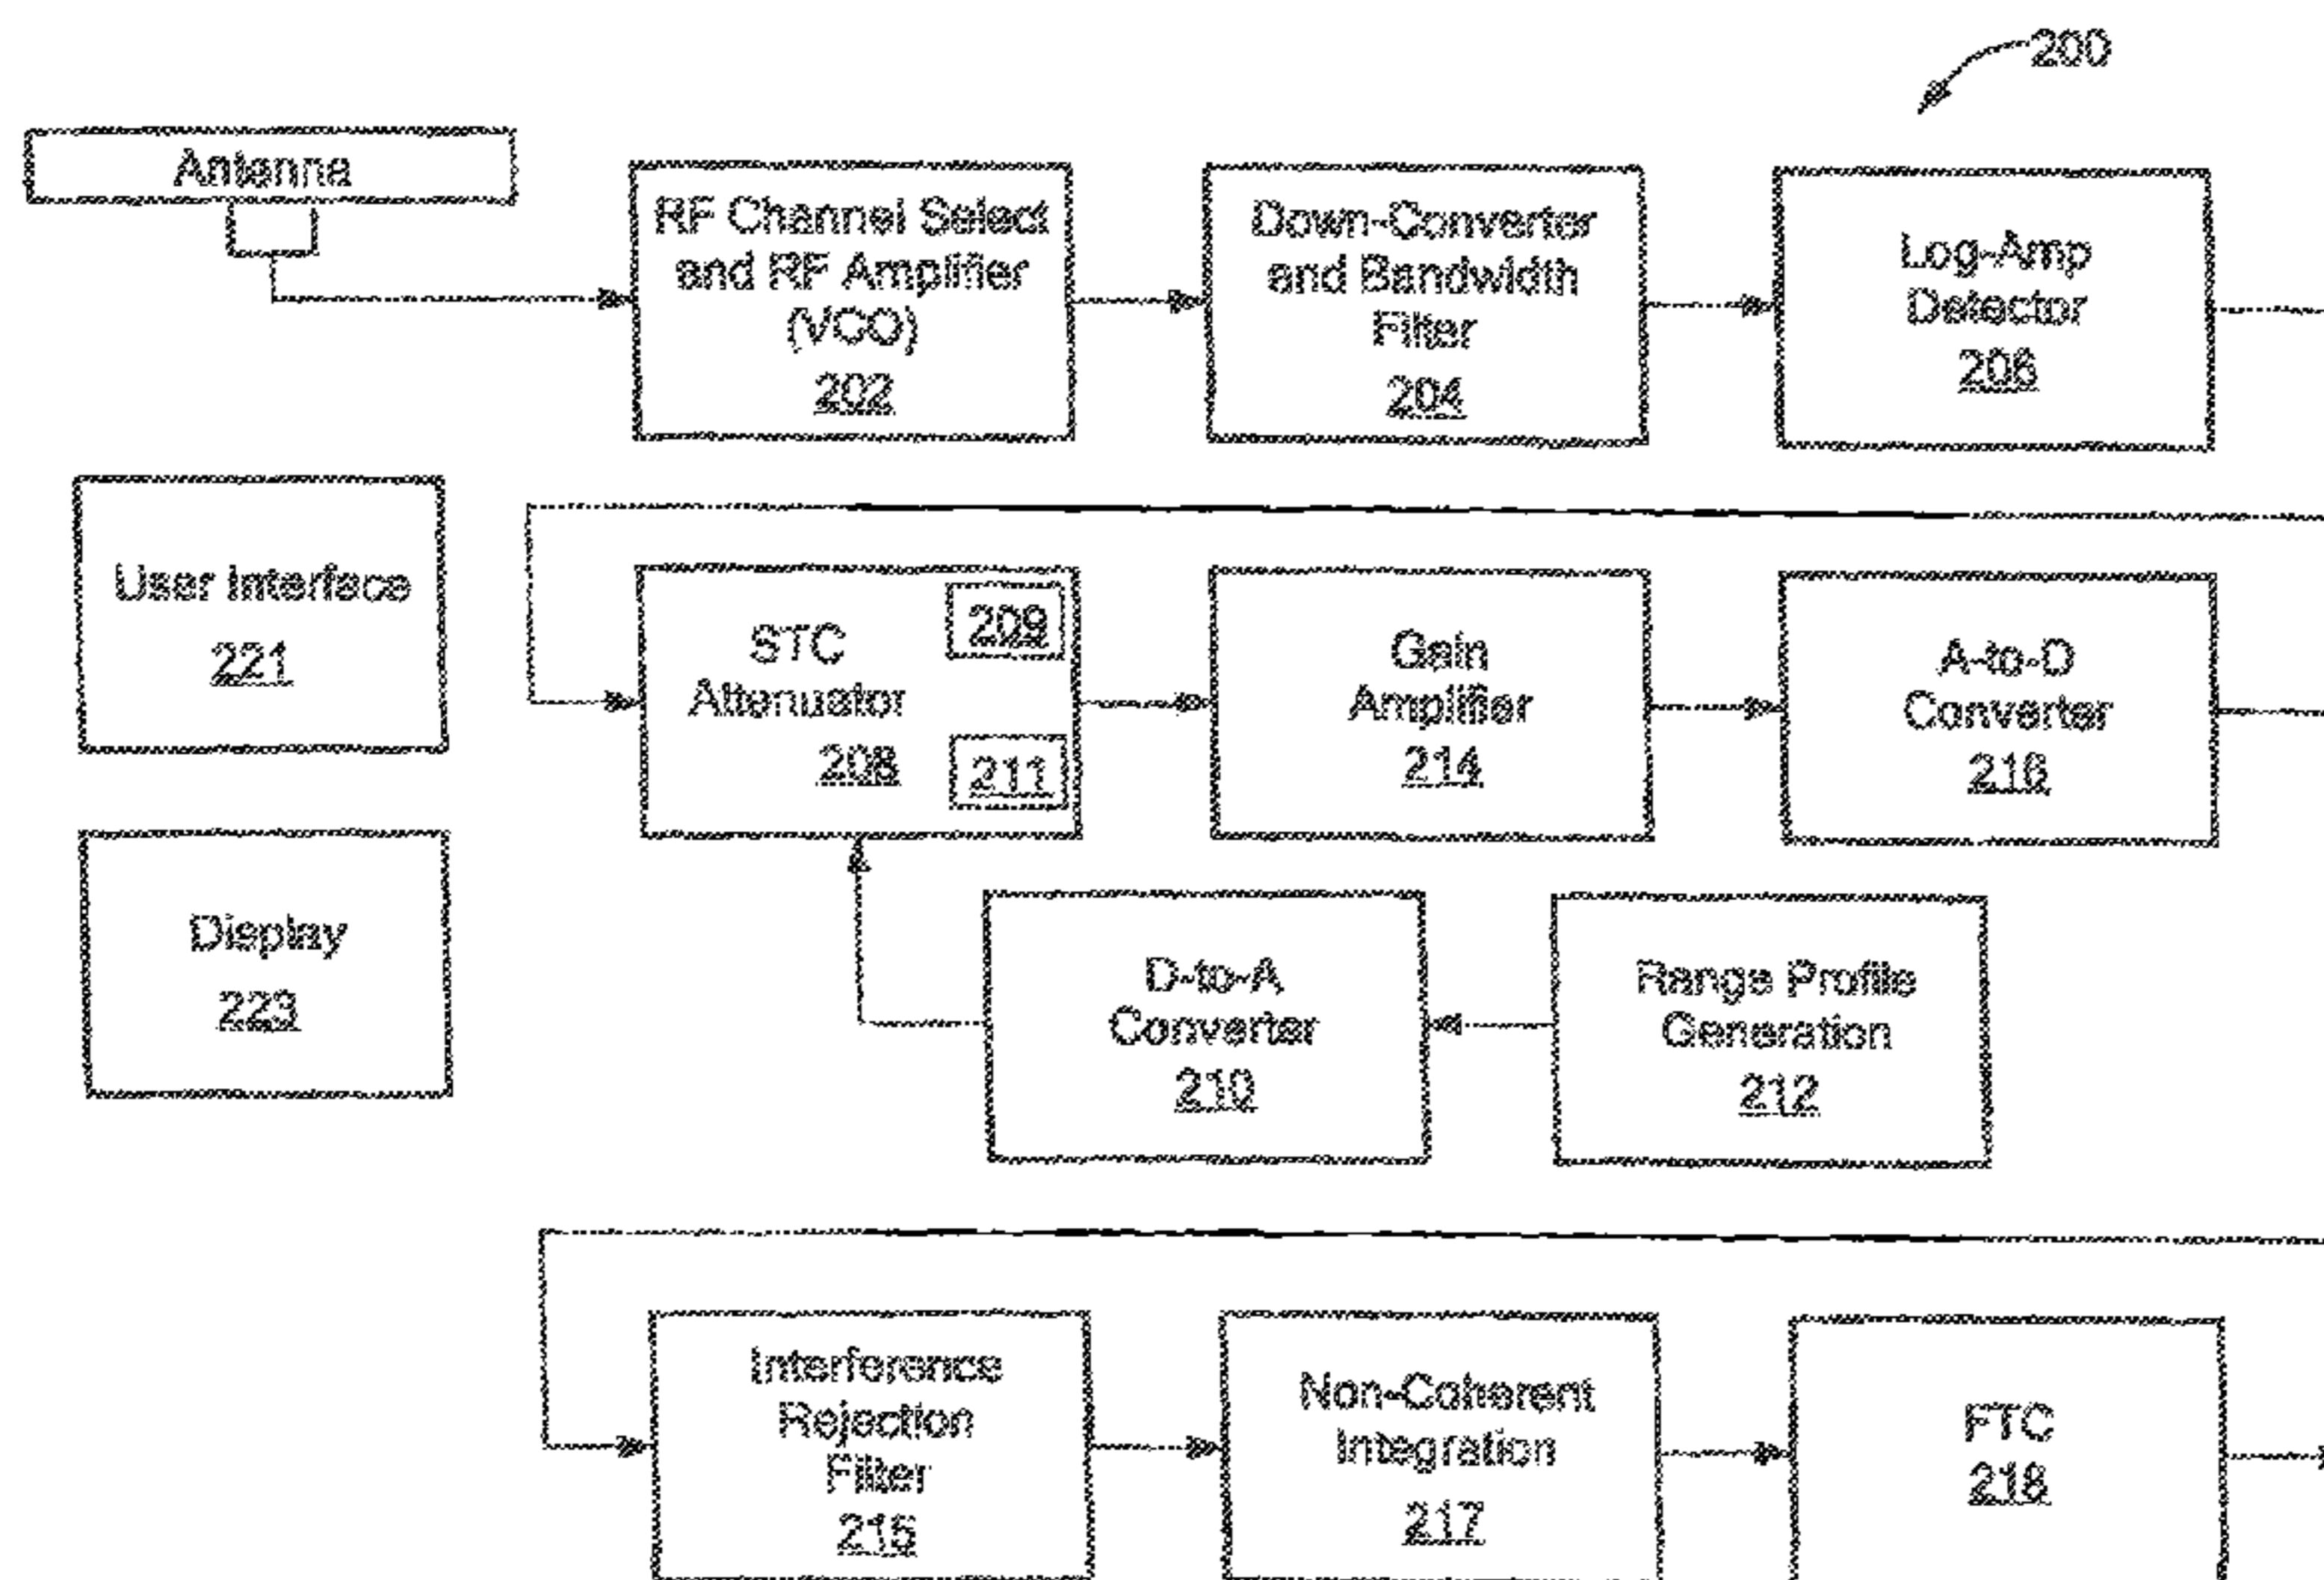 200
Antenna
RF Channel Select
and RF Amplifier
(VCO)
202
Down-Converter
and Bandwidth
Filter
204
Log-Amp
Detector
206
User Interface
221
STC
Attenuator
208
209
211
Gain
Amplifier
214
A-to-D
Converter
216
Display
223
D-to-A
Converter
210
Range Profile
Generation
212
Interference
Rejection
Filter
215
Non-Coherent
Integration
217
FTC
218